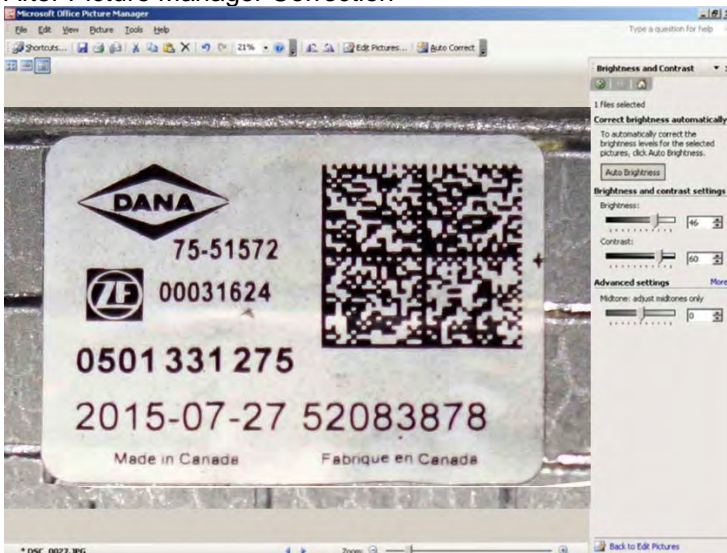 After Picture Manager Correction
Microsoft Office Picture Manager
File Edit View Picture Tools Help
Type a question for help
Shortcuts... 21% Edit Pictures... Auto Correct
Brightness and Contrast
1 files selected
Correct brightness automatically
To automatically correct the
brightness levels for the selected
pictures, click Auto Brightness.
Auto Brightness
Brightness and contrast settings
Brightness:
46
Contrast:
60
Advanced settings More
Midtone: adjust midtones only
0
DANA
75-51572
ZF 00031624
0501 331 275
2015-07-27 52083878
Made in Canada Fabrique en Canada
* DSC_0027.JPG Zoom:
Back to Edit Pictures